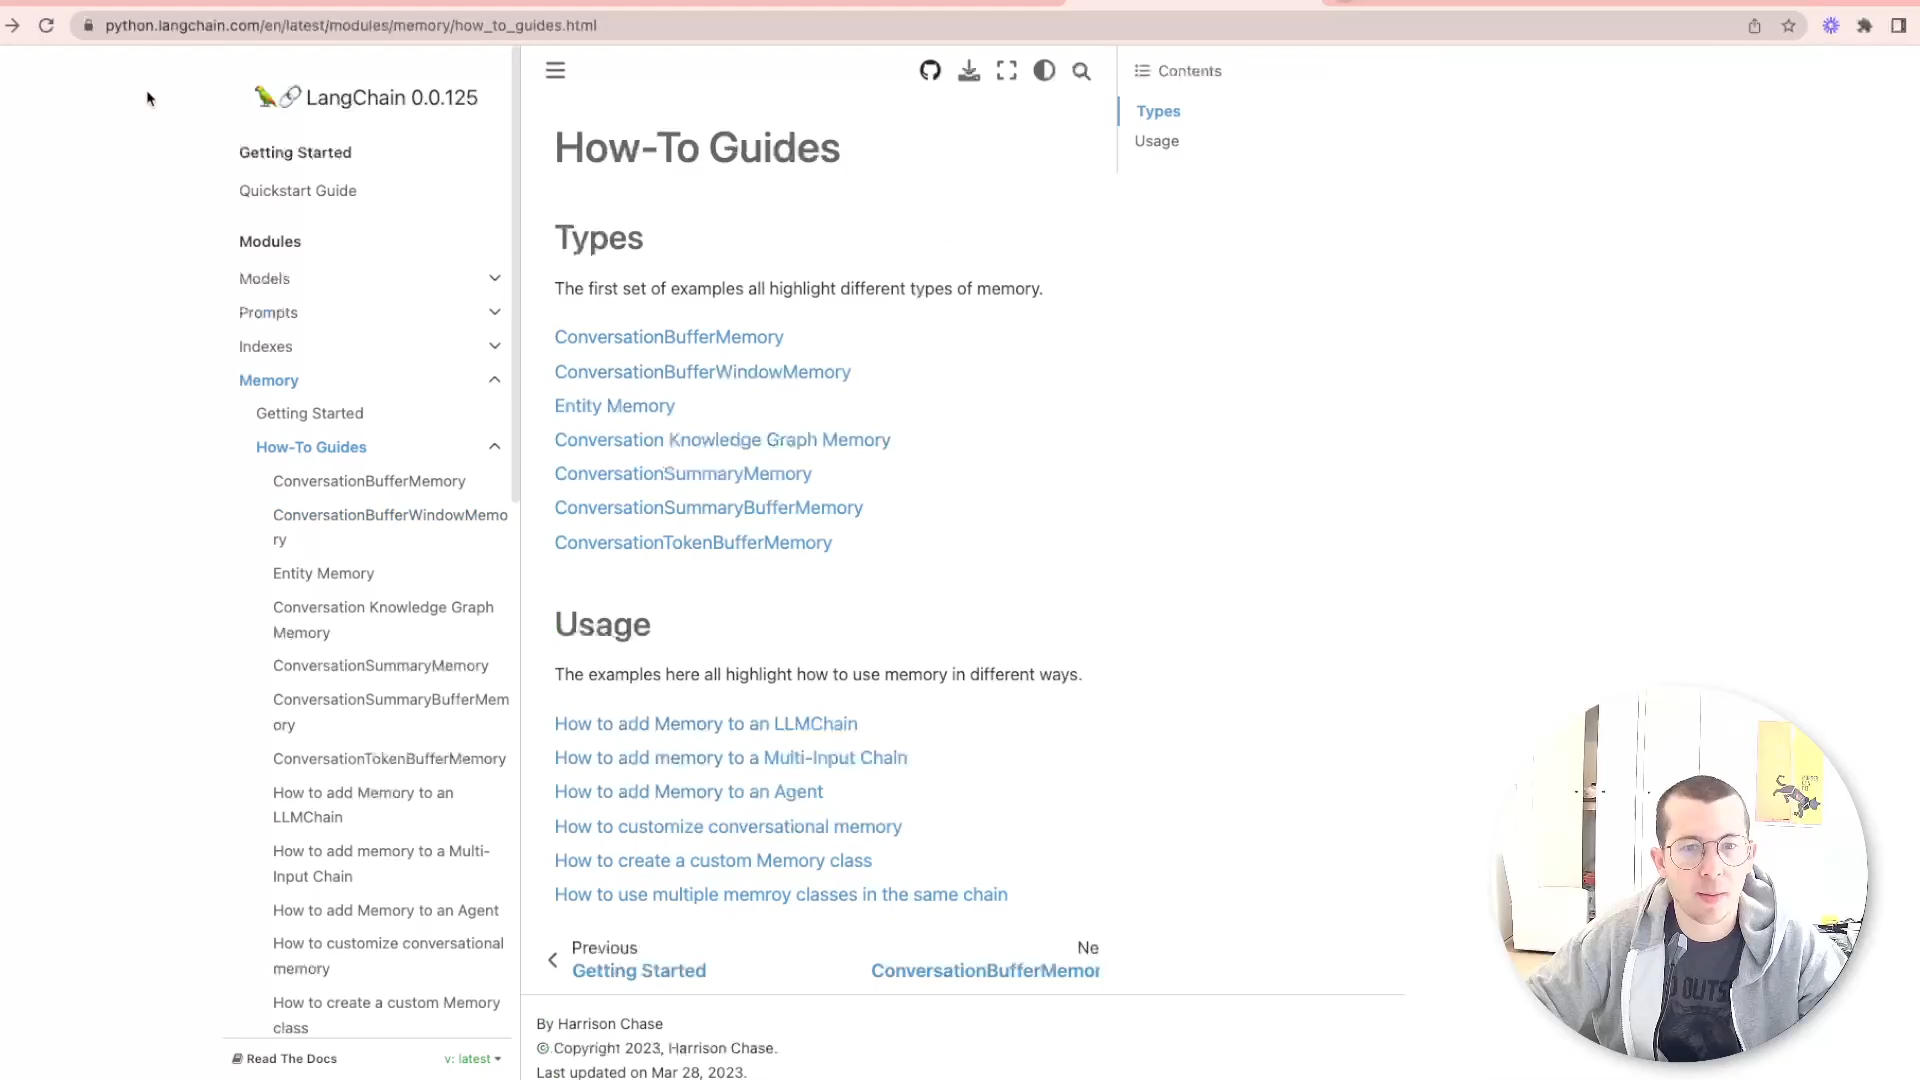 python.langchain.com/en/latest/modules/memory/how_to_guides.html
LangChain 0.0.125
Getting Started
Quickstart Guide
Modules
Models
Prompts
Indexes
Memory
Getting Started
How-To Guides
ConversationBufferMemory
ConversationBufferWindowMemo
ry
Entity Memory
Conversation Knowledge Graph
Memory
ConversationSummaryMemory
ConversationSummaryBufferMem
ory
ConversationTokenBufferMemory
How to add Memory to an
LLMChain
How to add memory to a Multi-
Input Chain
How to add Memory to an Agent
How to customize conversational
memory
How to create a custom Memory
class
Read The Docs
v: latest
How-To Guides
Types
The first set of examples all highlight different types of memory.
ConversationBufferMemory
ConversationBufferWindowMemory
Entity Memory
Conversation Knowledge Graph Memory
ConversationSummaryMemory
ConversationSummaryBufferMemory
ConversationTokenBufferMemory
Usage
The examples here all highlight how to use memory in different ways.
How to add Memory to an LLMChain
How to add memory to a Multi-Input Chain
How to add Memory to an Agent
How to customize conversational memory
How to create a custom Memory class
How to use multiple memroy classes in the same chain
Previous
Getting Started
Ne
ConversationBufferMemor
By Harrison Chase
© Copyright 2023, Harrison Chase.
Last updated on Mar 28, 2023.
Contents
Types
Usage